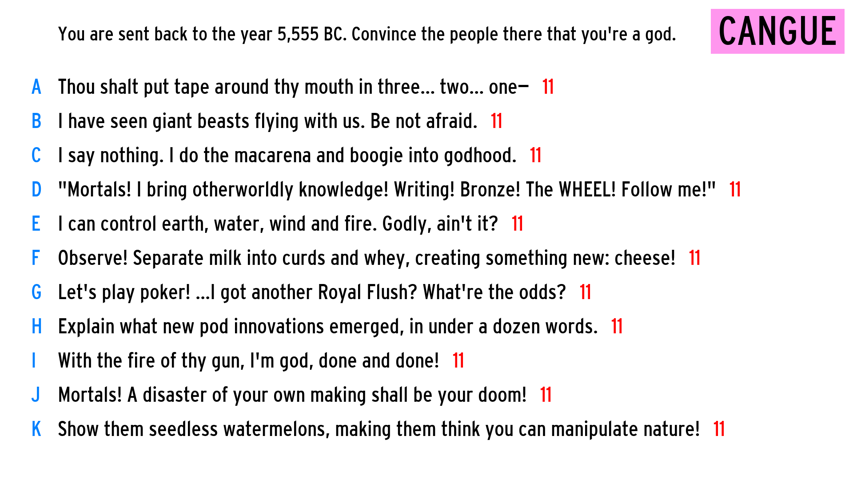 You are sent back to the year 5,555 BC. Convince the people there that you're a god.
CANGUE
A Thou shalt put tape around thy mouth in three... two... one— 11
B I have seen giant beasts flying with us. Be not afraid. 11
C I say nothing. I do the macarena and boogie into godhood. 11
D "Mortals! I bring otherworldly knowledge! Writing! Bronze! The WHEEL! Follow me!" 11
E I can control earth, water, wind and fire. Godly, ain't it? 11
F Observe! Separate milk into curds and whey, creating something new: cheese! 11
G Let's play poker! ...I got another Royal Flush? What're the odds? 11
H Explain what new pod innovations emerged, in under a dozen words. 11
I With the fire of thy gun, I'm god, done and done! 11
J Mortals! A disaster of your own making shall be your doom! 11
K Show them seedless watermelons, making them think you can manipulate nature! 11